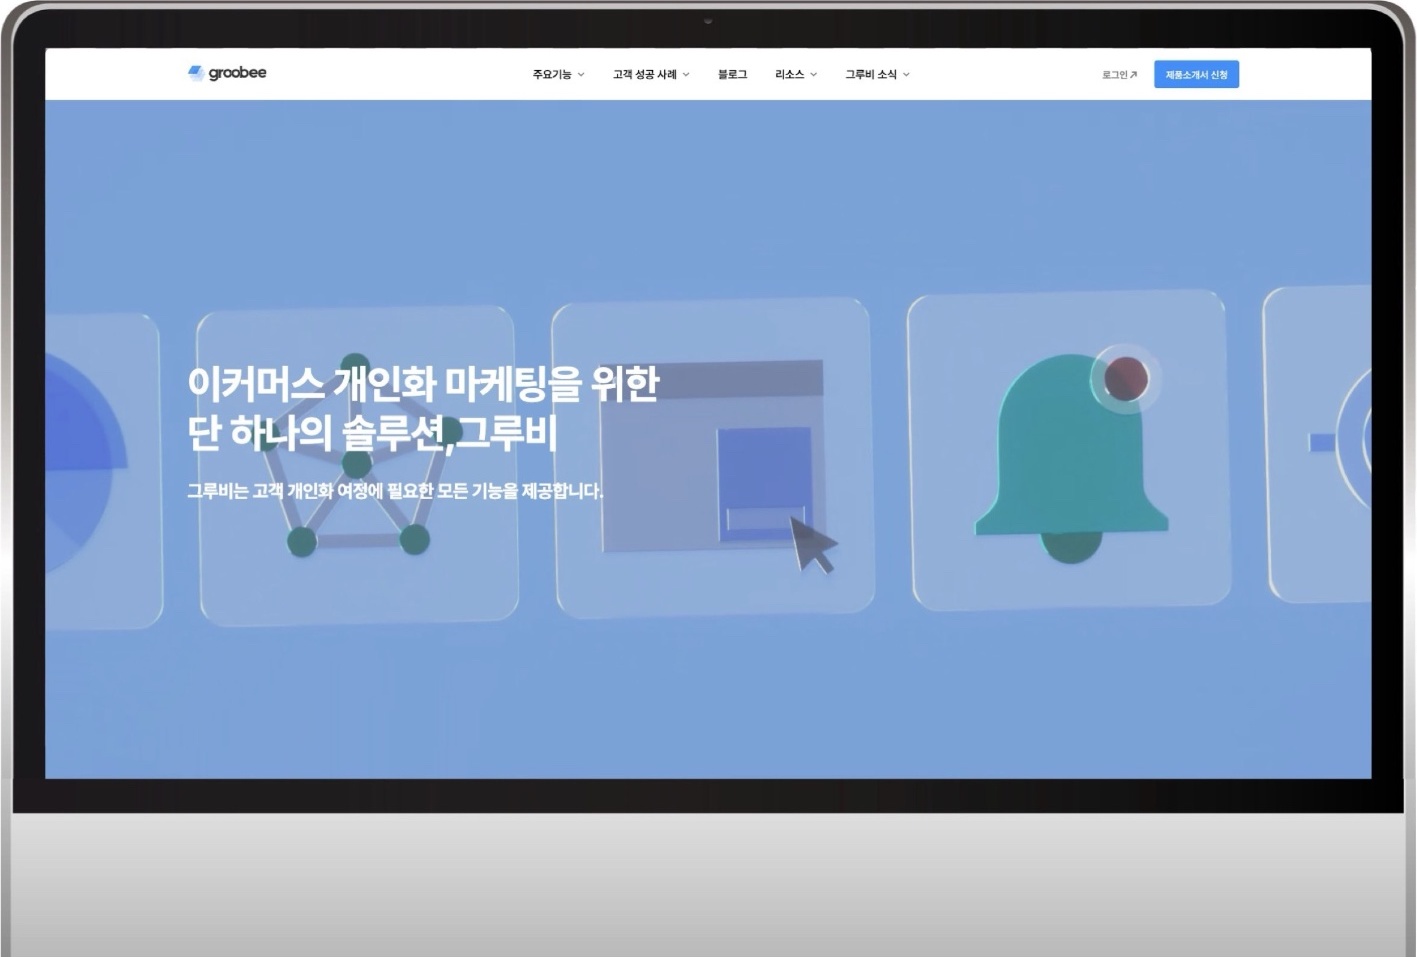 groobee
주요기능
고객 성공 사례
블로그
리소스
그루비 소식
로그인
제품소개서 신청
이커머스 개인화 마케팅을 위한
단 하나의 솔루션,그루비
그루비는 고객 개인화 여정에 필요한 모든 기능을 제공합니다.